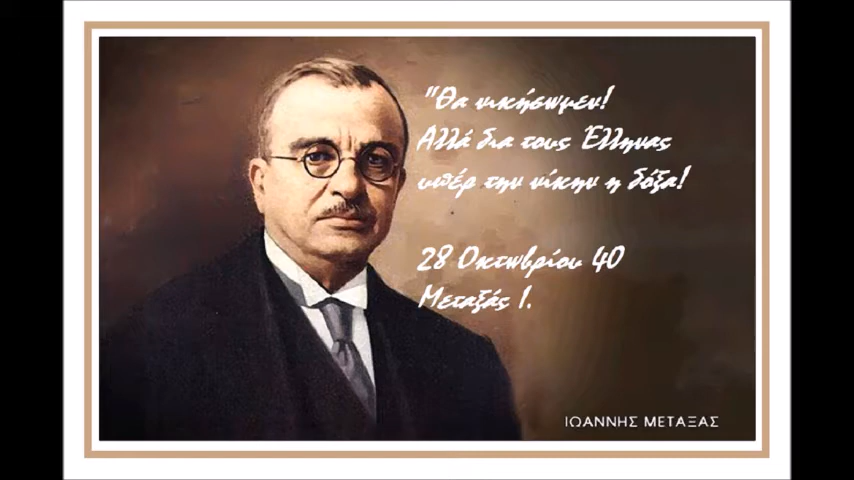 "Θα νικήσωμεν!
Αλλά δια τους Έλληνας
υπέρ την νίκην η δόξα!
28 Οκτωβρίου 40
Μεταξάς Ι.
ΙΩΑΝΝΗΣ ΜΕΤΑΞΑΣ